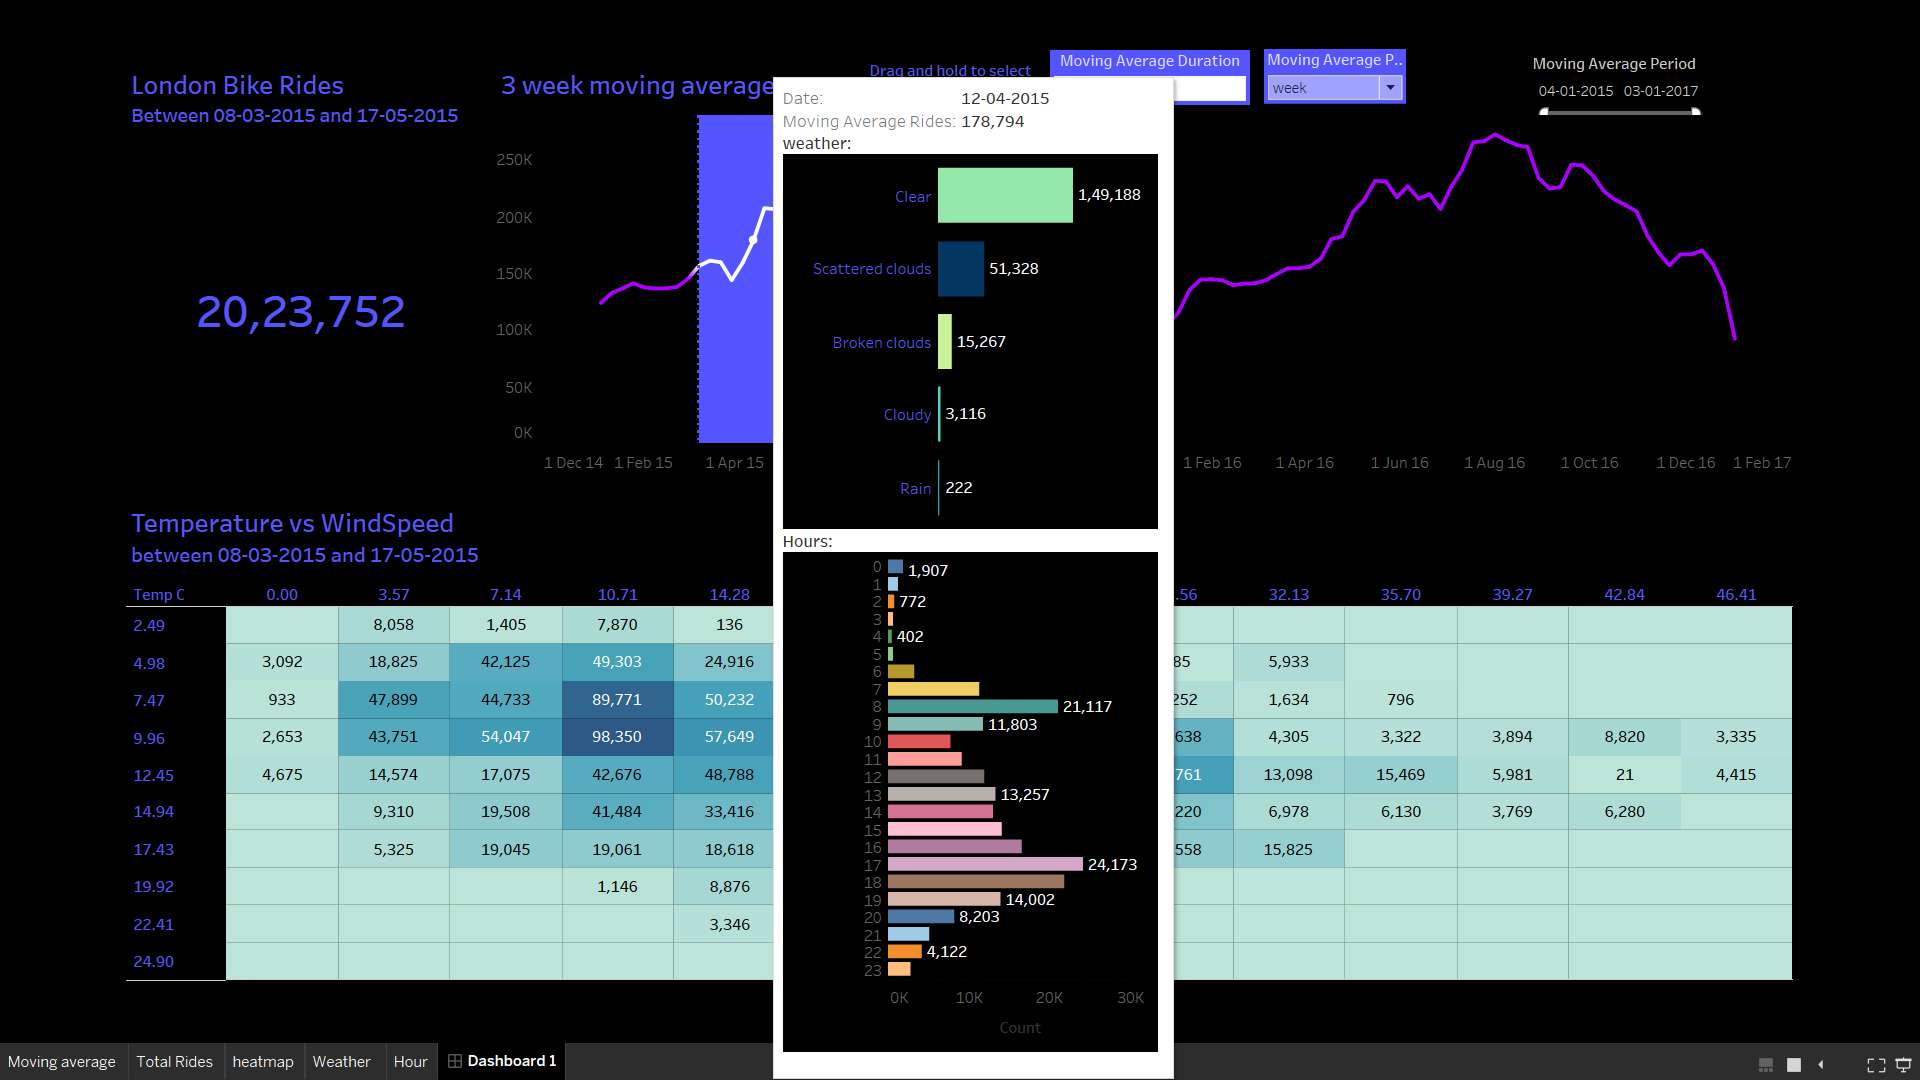 London Bike Rides
Between 08-03-2015 and 17-05-2015
20,23,752
3 week moving average
Drag and hold to select
Moving Average Duration
Moving Average P..
week
Moving Average Period
04-01-2015 03-01-2017
250K
200K
150K
100K
50K
0K
1 Dec 14 1 Feb 15 1 Apr 15 1 Feb 16 1 Apr 16 1 Jun 16 1 Aug 16 1 Oct 16 1 Dec 16 1 Feb 17
Date: 12-04-2015
Moving Average Rides: 178,794
weather:
Clear 1,49,188
Scattered clouds 51,328
Broken clouds 15,267
Cloudy 3,116
Rain 222
Hours:
0 1,907
1
2 772
3
4 402
5
6
7
8 21,117
9 11,803
10
11
12
13 13,257
14
15
16
17 24,173
18
19 14,002
20 8,203
21
22 4,122
23
0K 10K 20K 30K
Count
Temperature vs WindSpeed
between 08-03-2015 and 17-05-2015
Temp C 0.00 3.57 7.14 10.71 14.28 .56 32.13 35.70 39.27 42.84 46.41
2.49 8,058 1,405 7,870 136
4.98 3,092 18,825 42,125 49,303 24,916 85 5,933
7.47 933 47,899 44,733 89,771 50,232 252 1,634 796
9.96 2,653 43,751 54,047 98,350 57,649 638 4,305 3,322 3,894 8,820 3,335
12.45 4,675 14,574 17,075 42,676 48,788 761 13,098 15,469 5,981 21 4,415
14.94 9,310 19,508 41,484 33,416 220 6,978 6,130 3,769 6,280
17.43 5,325 19,045 19,061 18,618 558 15,825
19.92 1,146 8,876
22.41 3,346
24.90
Moving average Total Rides heatmap Weather Hour Dashboard 1